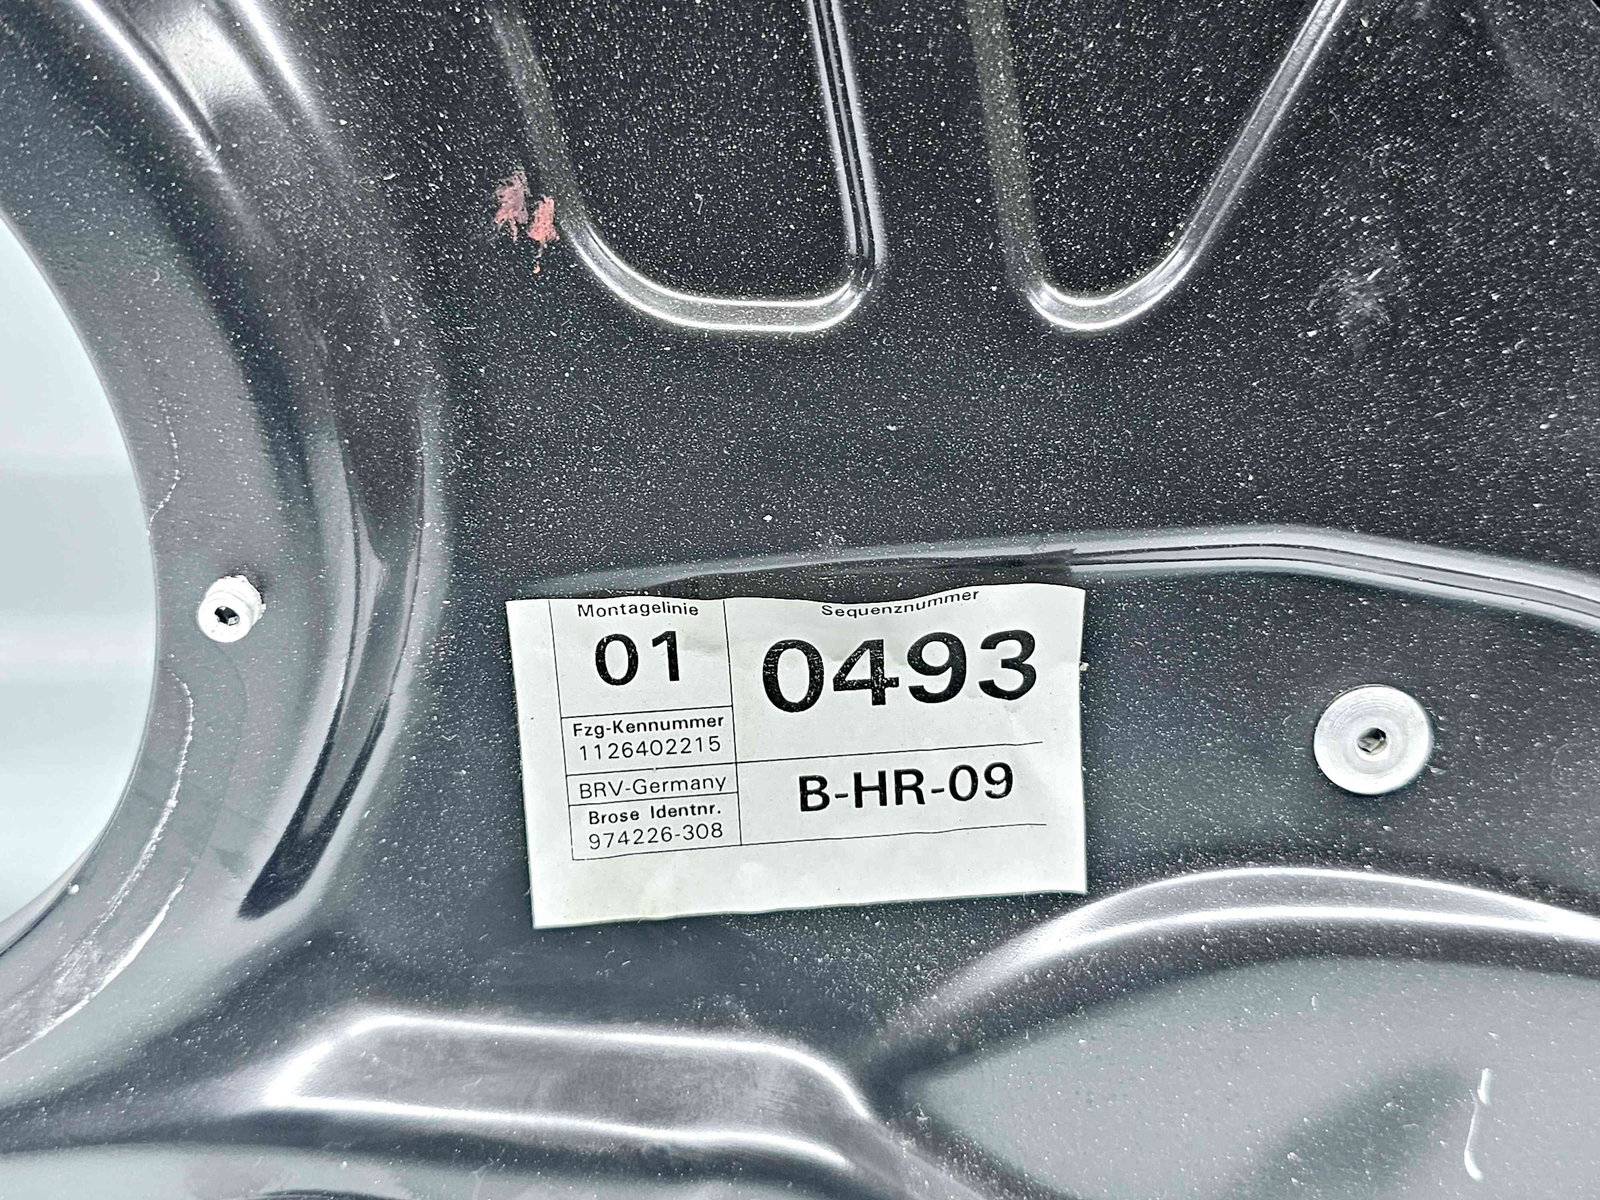 Montagelinie
01
Sequenznummer
0493
Fzg-Kennummer
1126402215
BRV-Germany
Brose Identnr.
974226-308
B-HR-09